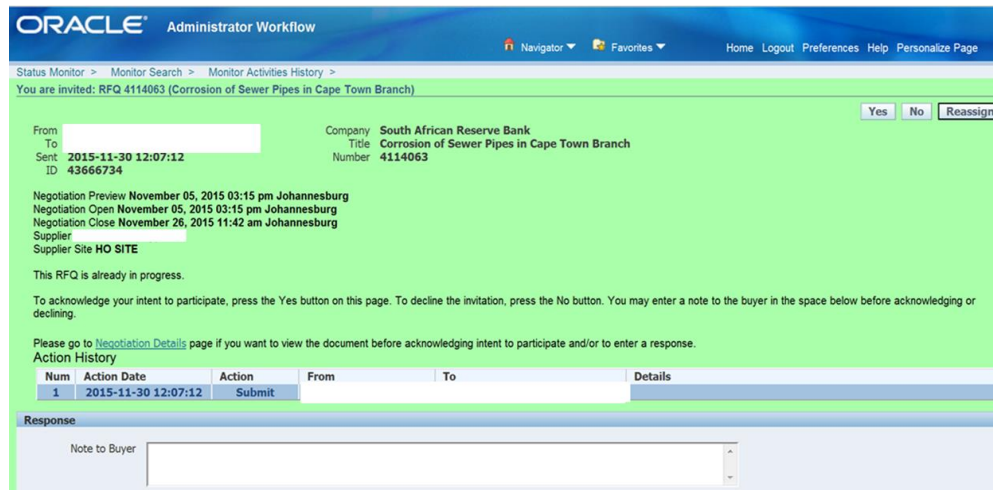 ORACLE® Administrator Workflow
Navigator Favorites Home Logout Preferences Help Personalize Page
Status Monitor > Monitor Search > Monitor Activities History >
You are invited: RFQ 4114063 (Corrosion of Sewer Pipes in Cape Town Branch)
Yes No Reassign
From
To
Sent 2015-11-30 12:07:12
ID 43666734
Company South African Reserve Bank
Title Corrosion of Sewer Pipes in Cape Town Branch
Number 4114063
Negotiation Preview November 05, 2015 03:15 pm Johannesburg
Negotiation Open November 05, 2015 03:15 pm Johannesburg
Negotiation Close November 26, 2015 11:42 am Johannesburg
Supplier
Supplier Site HO SITE
This RFQ is already in progress.
To acknowledge your intent to participate, press the Yes button on this page. To decline the invitation, press the No button. You may enter a note to the buyer in the space below before acknowledging or
declining.
Please go to Negotiation Details page if you want to view the document before acknowledging intent to participate and/or to enter a response.
Action History
Num Action Date Action From To Details
1 2015-11-30 12:07:12 Submit
Response
Note to Buyer